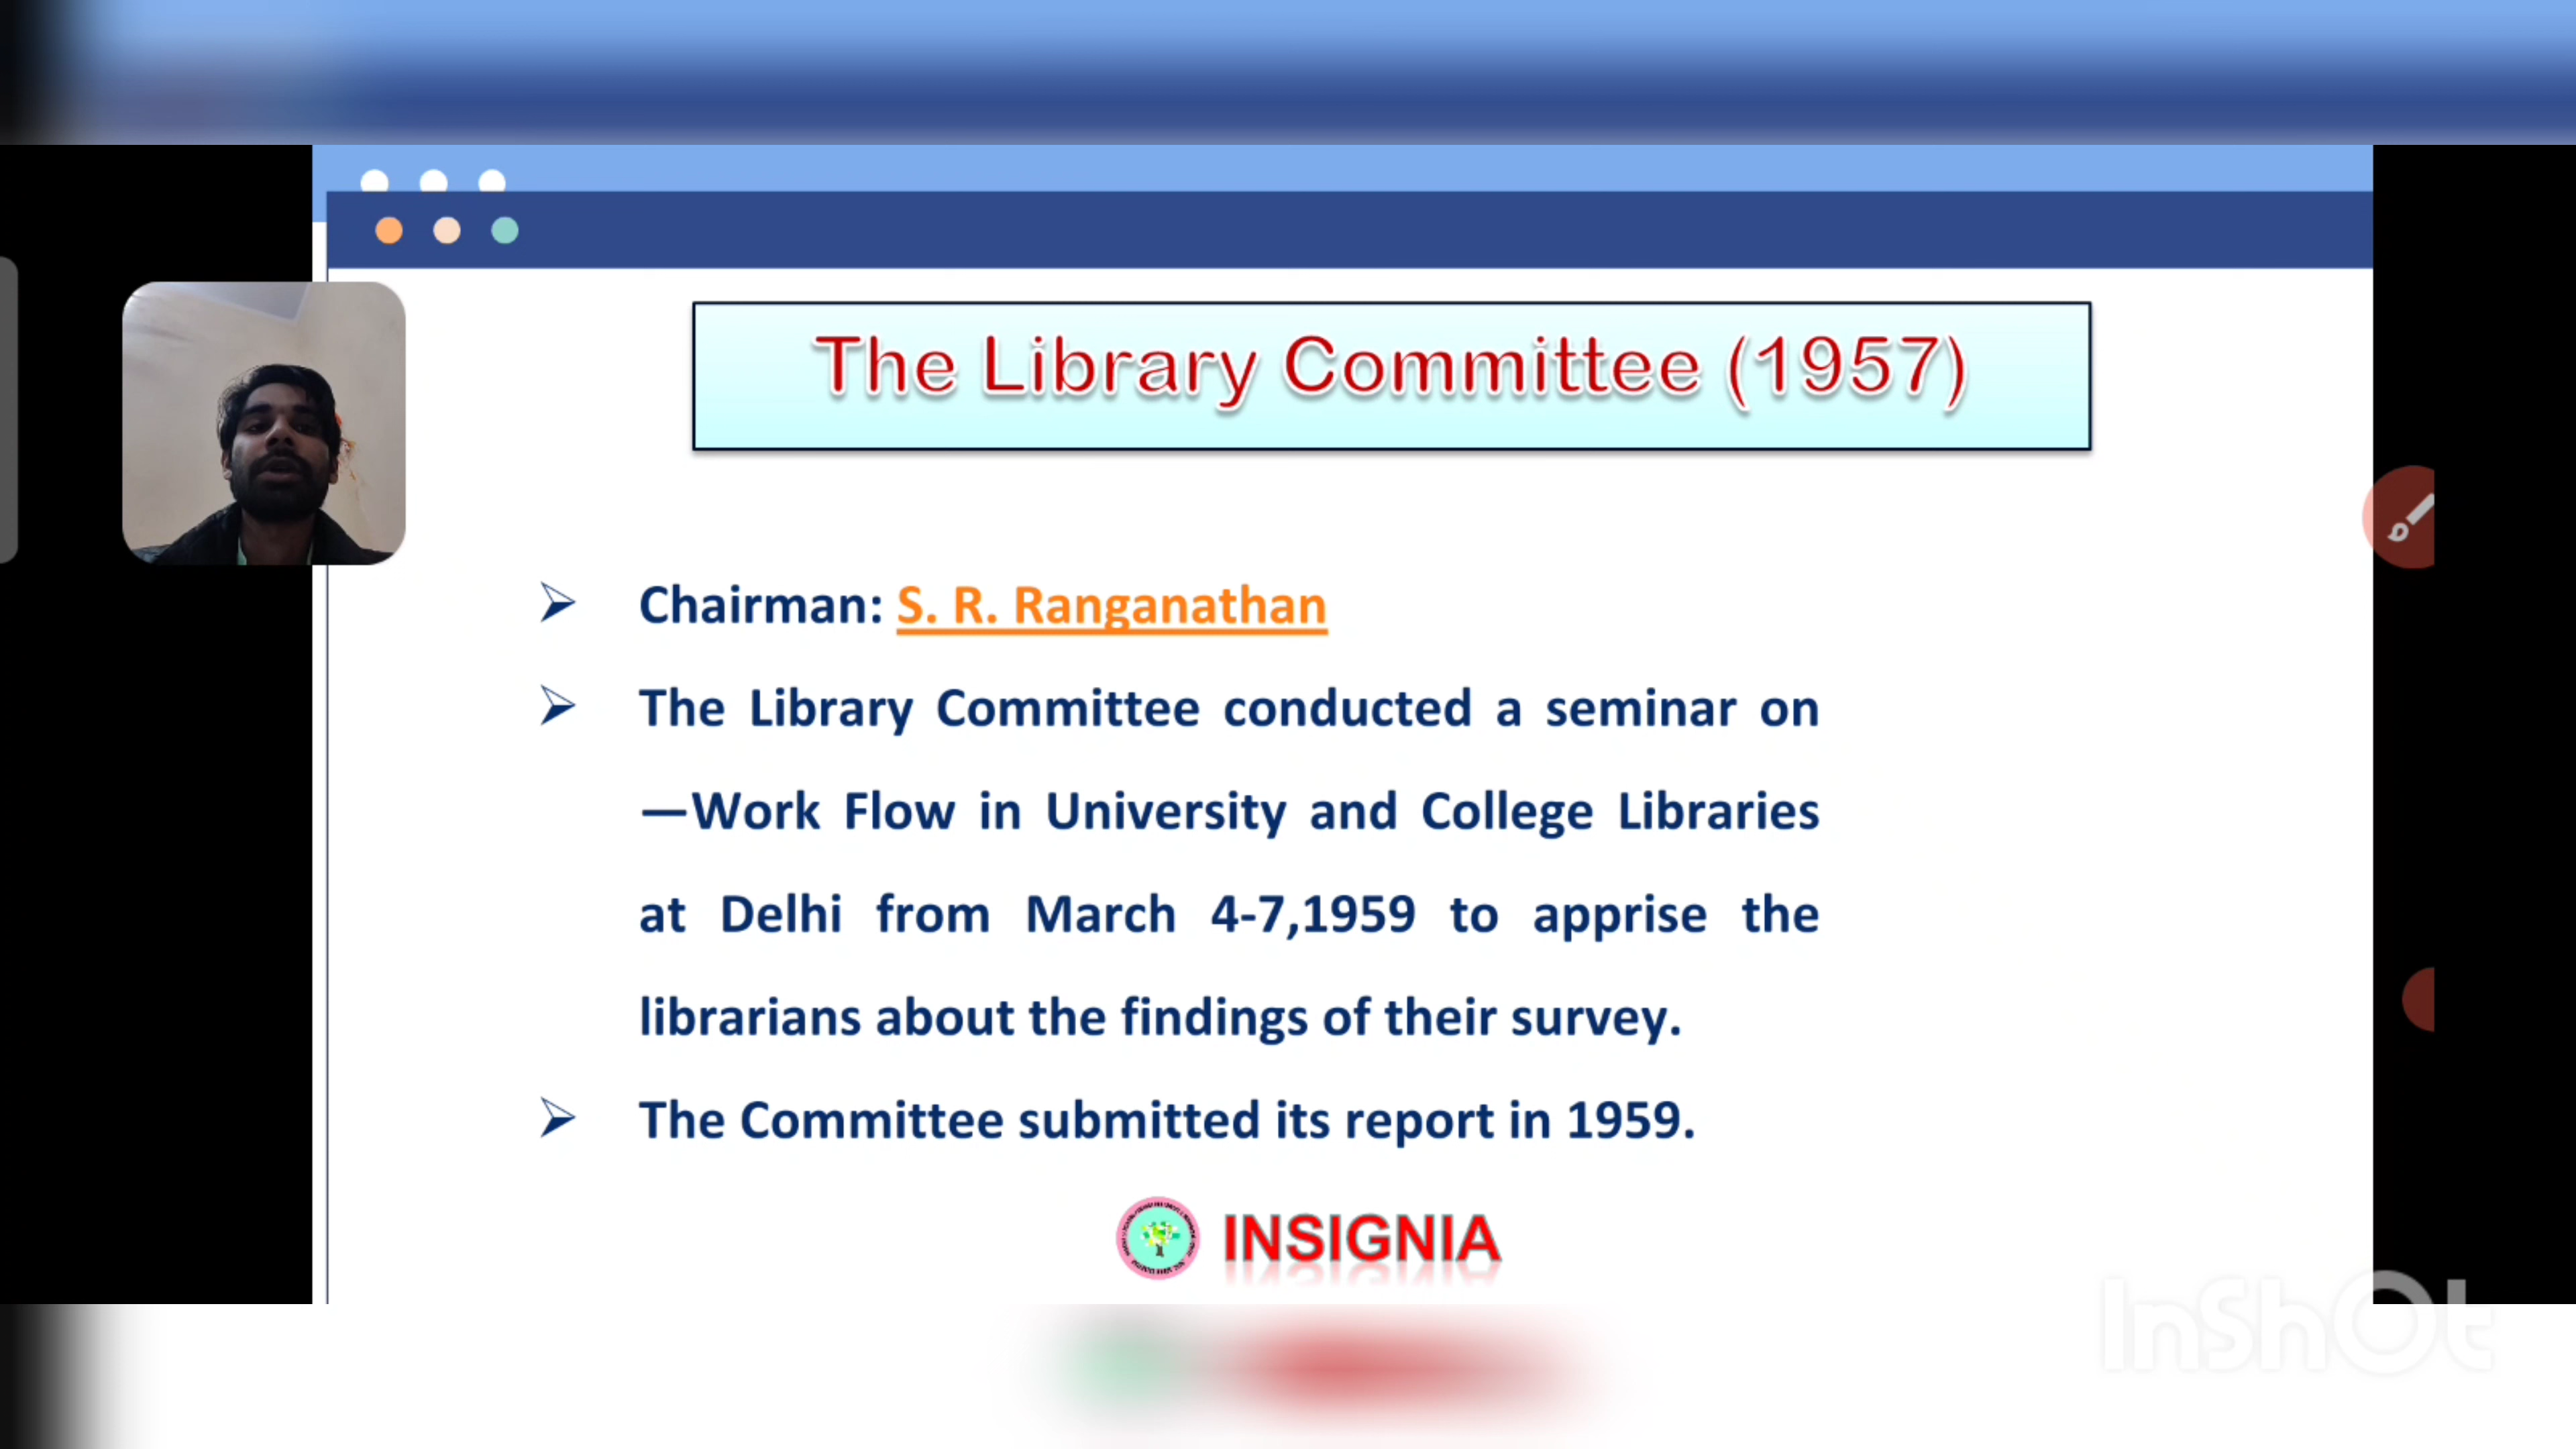 The Library Committee (1957)
➢ Chairman: S. R. Ranganathan
➢ The Library Committee conducted a seminar on
—Work Flow in University and College Libraries
at Delhi from March 4-7,1959 to apprise the
librarians about the findings of their survey.
➢ The Committee submitted its report in 1959.
INSIGNIA
InShOt